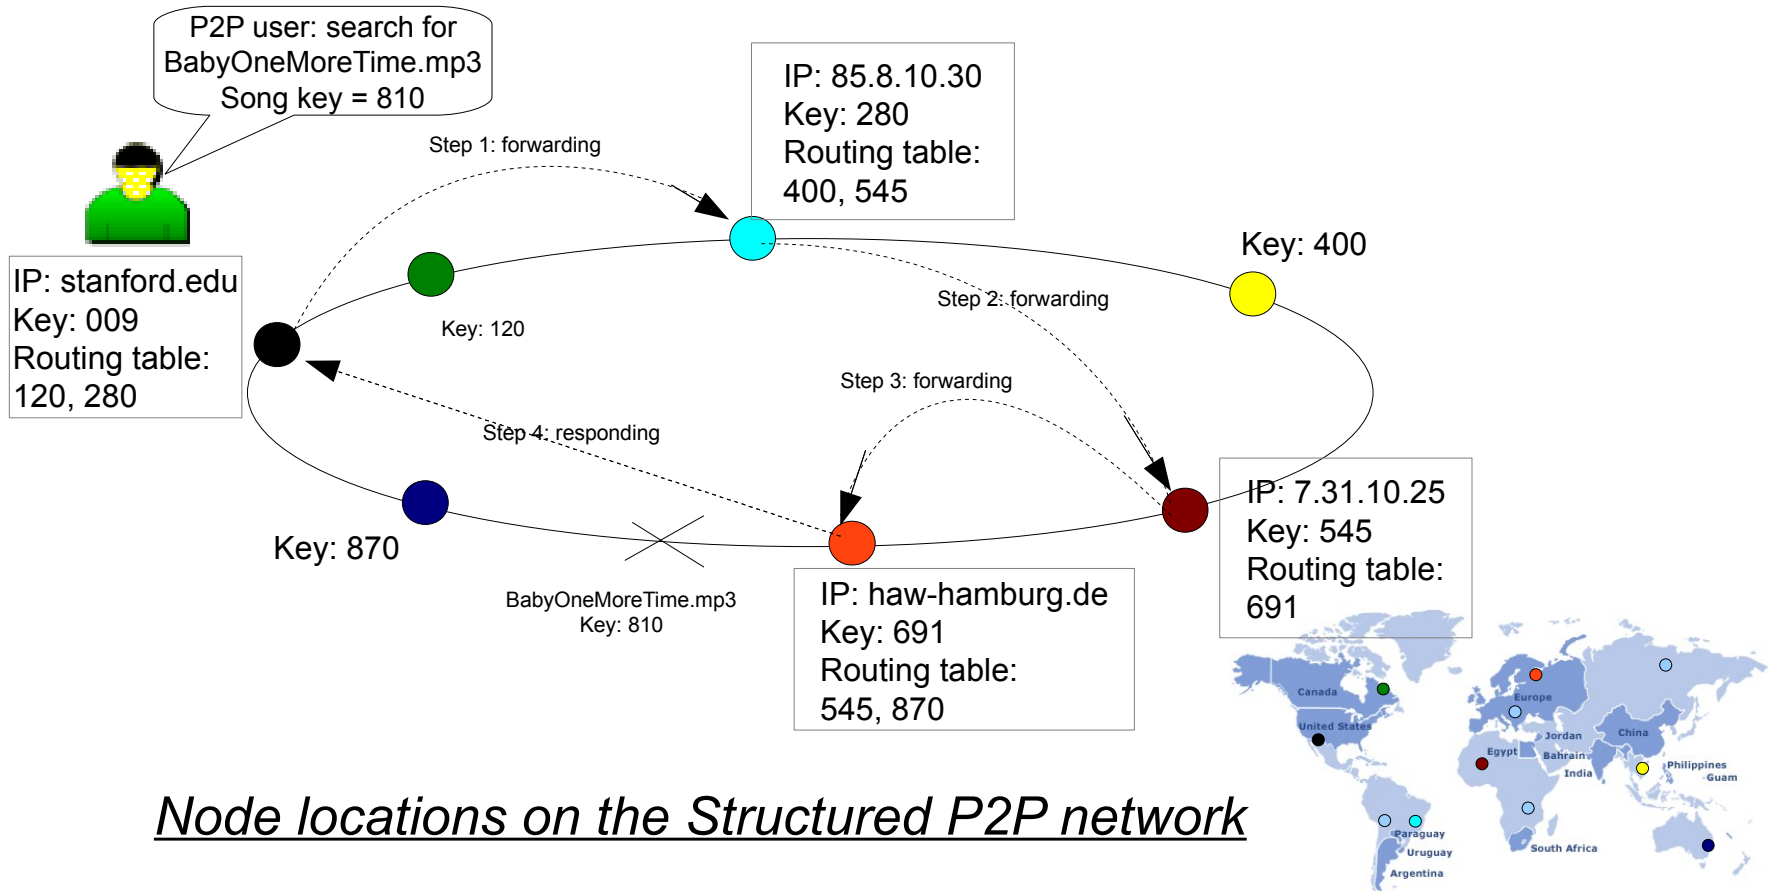 P2P user: search for
BabyOneMoreTime.mp3
Song key = 810
IP: 85.8.10.30
Key: 280
Routing table:
400, 545
Step 1: forwarding
Key: 400
IP: stanford.edu
Key: 009
Routing table:
120, 280
Key: 120
Step 2: forwarding
Step 3: forwarding
Step 4: responding
IP: 7.31.10.25
Key: 545
Routing table:
691
Key: 870
BabyOneMoreTime.mp3
Key: 810
IP: haw-hamburg.de
Key: 691
Routing table:
545, 870
Canada
Europe
United States
Jordan
China
Egypt
Bahrain
India
Philippines
Guam
Paraguay
Uruguay
South Africa
Argentina
Node locations on the Structured P2P network